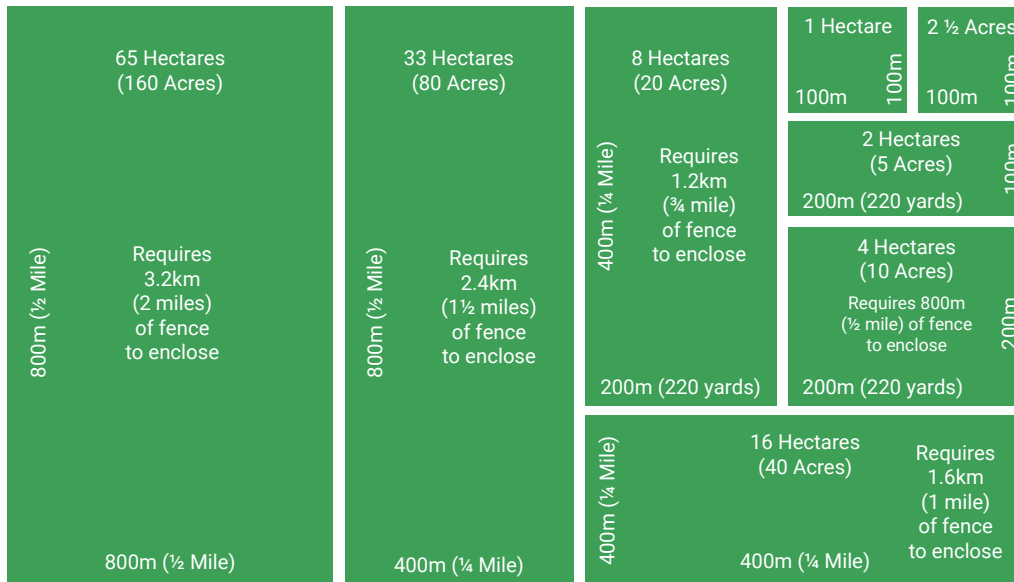 65 Hectares
(160 Acres)
800m (½ Mile)
Requires
3.2km
(2 miles)
of fence
to enclose
800m (½ Mile)
33 Hectares
(80 Acres)
800m (½ Mile)
Requires
2.4km
(1½ miles)
of fence
to enclose
400m (¼ Mile)
8 Hectares
(20 Acres)
400m (¼ Mile)
Requires
1.2km
(¾ mile)
of fence
to enclose
200m (220 yards)
1 Hectare
100m
100m
2 ½ Acres
100m
100m
2 Hectares
(5 Acres)
100m
200m (220 yards)
4 Hectares
(10 Acres)
Requires 800m
(½ mile) of fence
to enclose
200m
200m (220 yards)
16 Hectares
(40 Acres)
400m (¼ Mile)
Requires
1.6km
(1 mile)
of fence
to enclose
400m (¼ Mile)